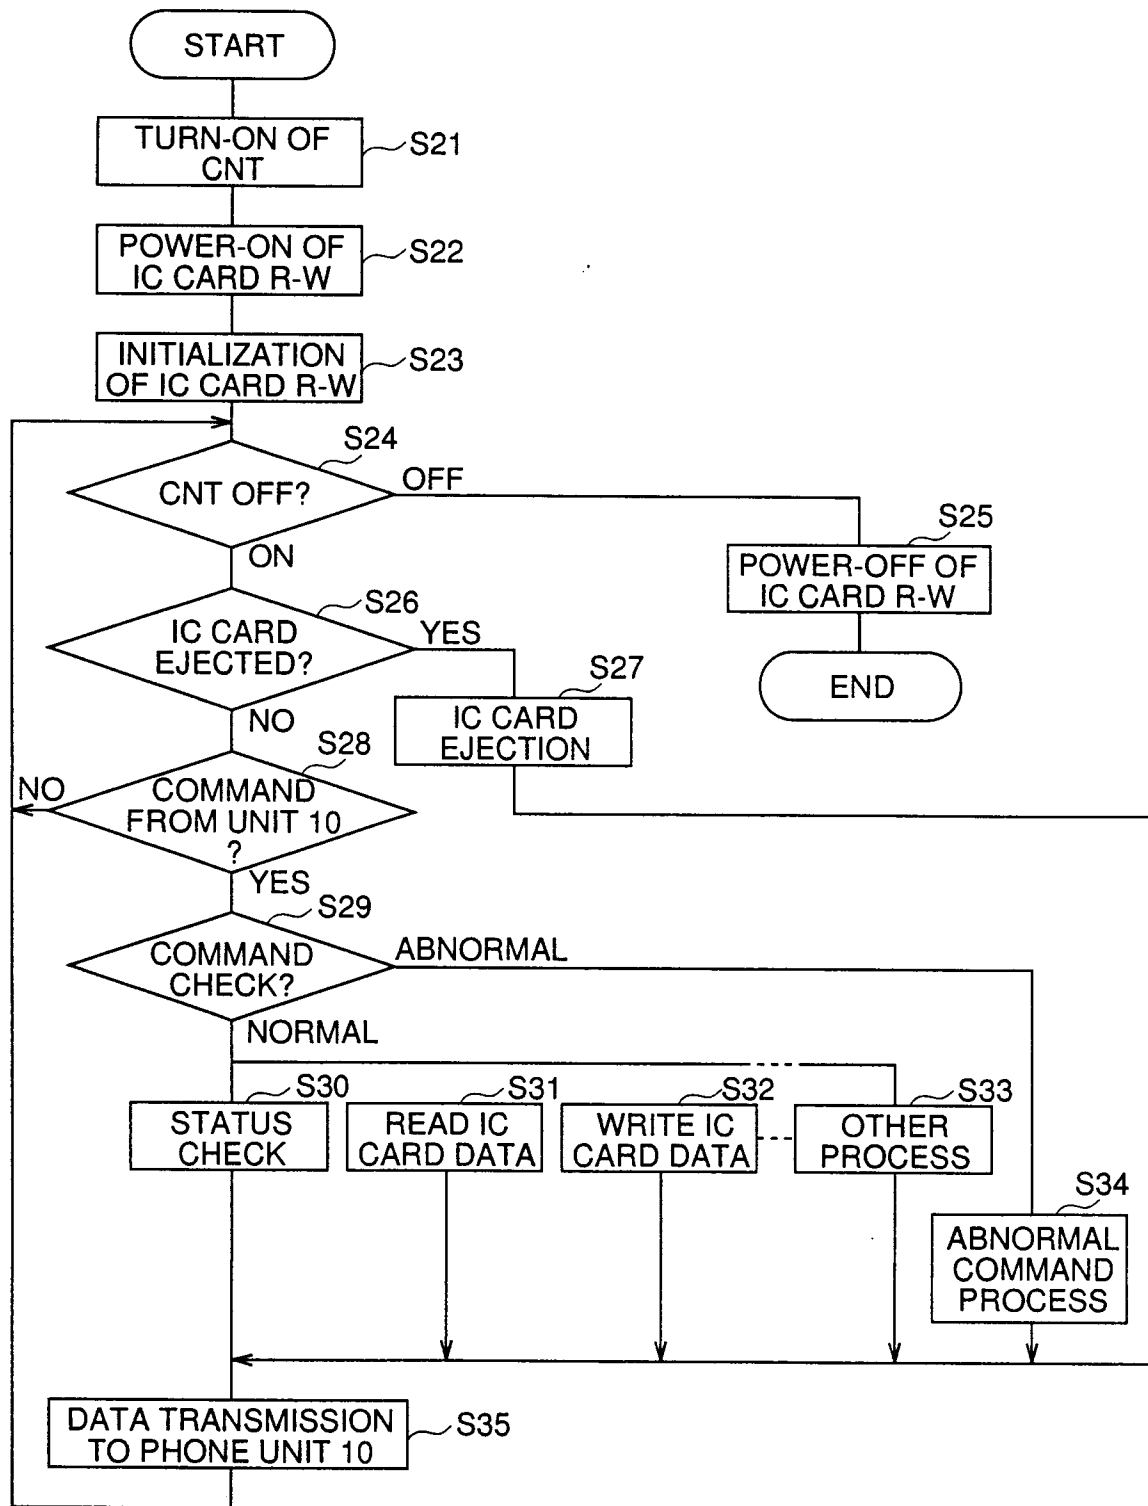 START
TURN-ON OF
CNT
S21
POWER-ON OF
IC CARD R-W
S22
INITIALIZATION
OF IC CARD R-W
S23
S24
CNT OFF?
OFF
ON
S25
POWER-OFF OF
IC CARD R-W
END
S26
IC CARD
EJECTED?
YES
NO
S27
IC CARD
EJECTION
S28
COMMAND
FROM UNIT 10
?
NO
YES
S29
COMMAND
CHECK?
ABNORMAL
NORMAL
S30
STATUS
CHECK
S31
READ IC
CARD DATA
S32
WRITE IC
CARD DATA
S33
OTHER
PROCESS
S34
ABNORMAL
COMMAND
PROCESS
DATA TRANSMISSION
TO PHONE UNIT 10
S35